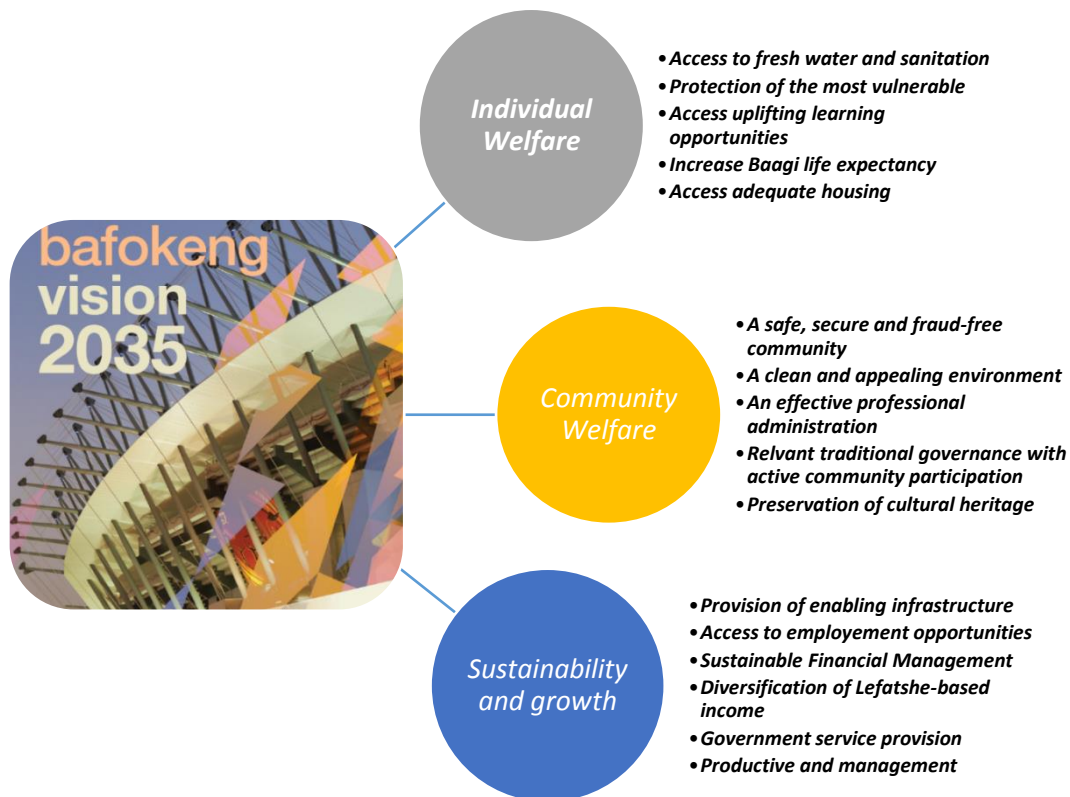 bafokeng
vision
2035
Individual
Welfare
•Access to fresh water and sanitation
•Protection of the most vulnerable
•Access uplifting learning
opportunities
•Increase Baagi life expectancy
•Access adequate housing
Community
Welfare
•A safe, secure and fraud-free
community
•A clean and appealing environment
•An effective professional
administration
•Relvant traditional governance with
active community participation
•Preservation of cultural heritage
Sustainability
and growth
•Provision of enabling infrastructure
•Access to employement opportunities
•Sustainable Financial Management
•Diversification of Lefatshe-based
income
•Government service provision
•Productive and management